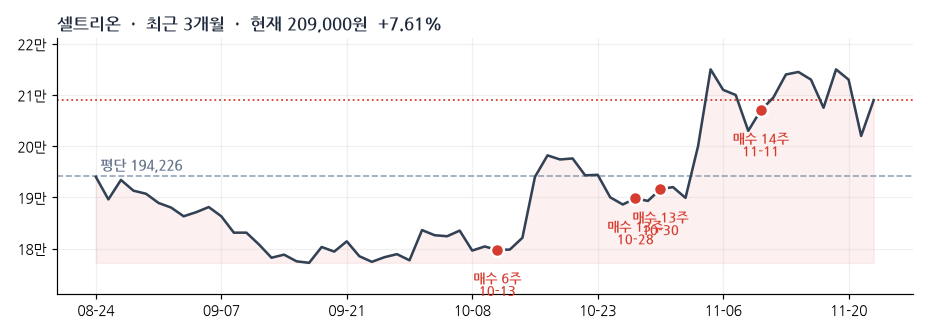 셀트리온 · 최근 3개월 · 현재 209,000원 +7.61%
22만
21만
20만
19만
18만
평단 194,226
매수 6주
10-13
매수
10-28
매수 13주
10-30
매수 14주
11-11
08-24 09-07 09-21 10-08 10-23 11-06 11-20